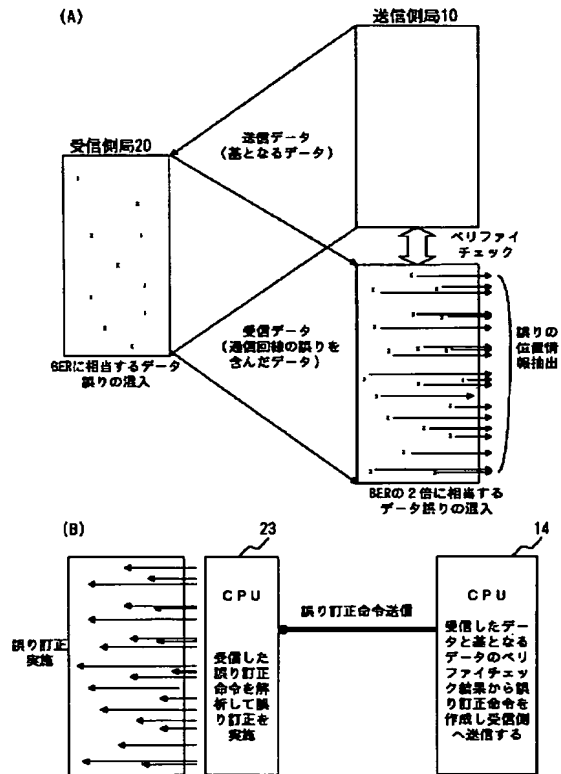 (A)
送信側局10
受信側局20
送信データ
(基となるデータ)
ベリファイ
チェック
受信データ
(通信回線の誤りを
含んだデータ)
誤りの
位置情
報抽出
BERに相当するデータ
誤りの混入
BERの2倍に相当する
データ誤りの混入
(B)
23
14
CPU
CPU
誤り訂正命令送信
誤り訂正
実施
受信した
誤り訂正
命令を解
析して誤
り訂正を
実施
受信したデー
タと基となる
データのベリ
ファイチェッ
ク結果から誤
り訂正命令を
作成し受信側
へ送信する